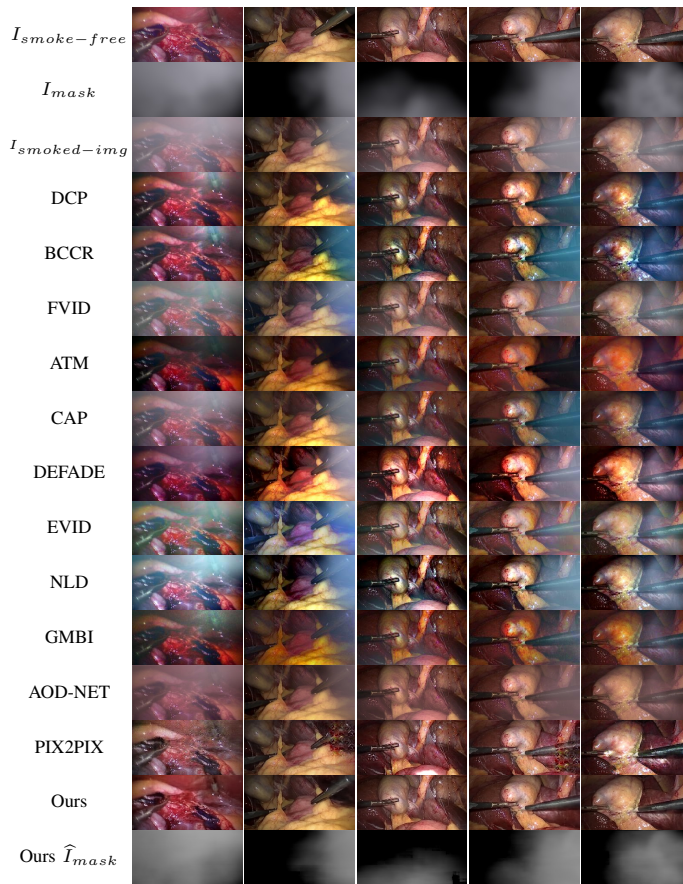 I_{smoke-free}
I_{mask}
I_{smoked-img}
DCP
BCCR
FVID
ATM
CAP
DEFADE
EVID
NLD
GMBI
AOD-NET
PIX2PIX
Ours
Ours Î_{mask}